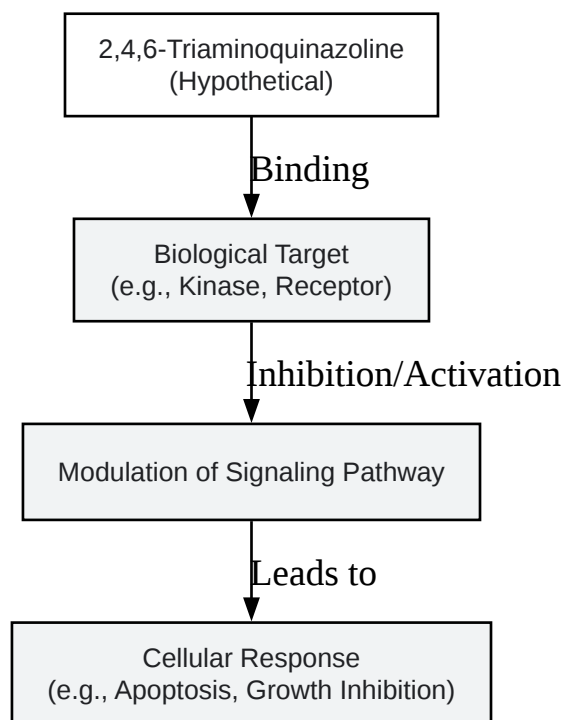 2,4,6-Triaminoquinazoline
(Hypothetical)
Binding
Biological Target
(e.g., Kinase, Receptor)
Inhibition/Activation
Modulation of Signaling Pathway
Leads to
Cellular Response
(e.g., Apoptosis, Growth Inhibition)